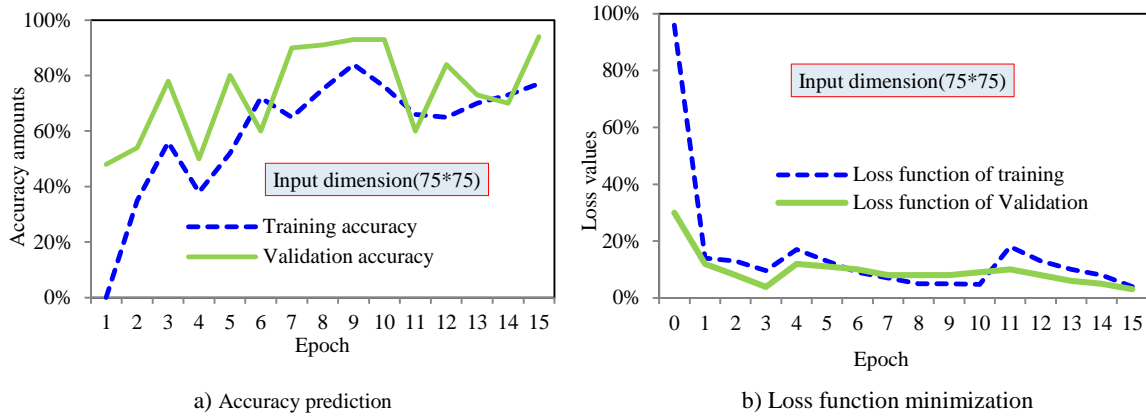 100%
80%
60%
40%
20%
0%
Accuracy amounts
Input dimension(75*75)
Training accuracy
Validation accuracy
1 2 3 4 5 6 7 8 9 10 11 12 13 14 15
Epoch
a) Accuracy prediction
100%
80%
60%
40%
20%
0%
Loss values
Input dimension(75*75)
Loss function of training
Loss function of Validation
0 1 2 3 4 5 6 7 8 9 10 11 12 13 14 15
Epoch
b) Loss function minimization